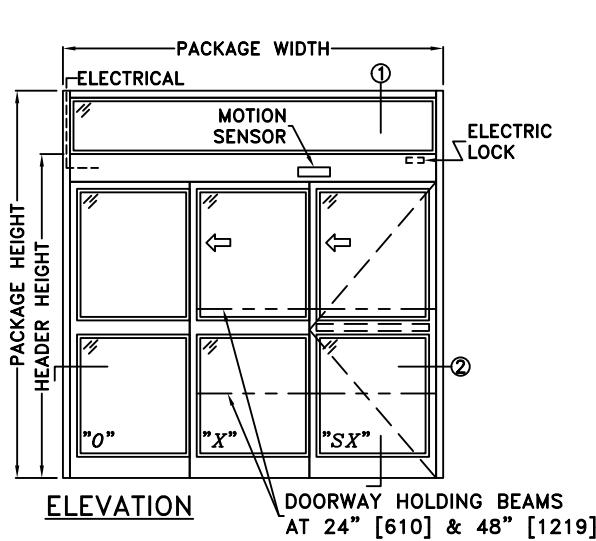 PACKAGE WIDTH
ELECTRICAL
1
MOTION
SENSOR
ELECTRIC
LOCK
PACKAGE HEIGHT
HEADER HEIGHT
2
"O"
"X"
"SX"
ELEVATION
DOORWAY HOLDING BEAMS
AT 24" [610] & 48" [1219]